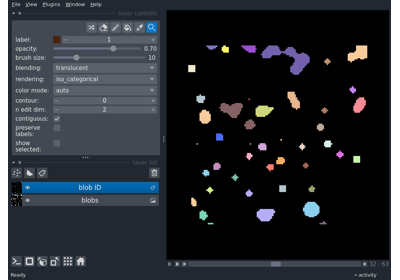 File View Plugins Window Help
layer controls
label: 1
opacity: 0.70
brush size: 10
blending: translucent
rendering: iso_categorical
color mode: auto
contour: 0
n edit dim: 2
contiguous:
preserve
labels:
show
selected:
layer list
blob ID
blobs
32 63
Ready
activity